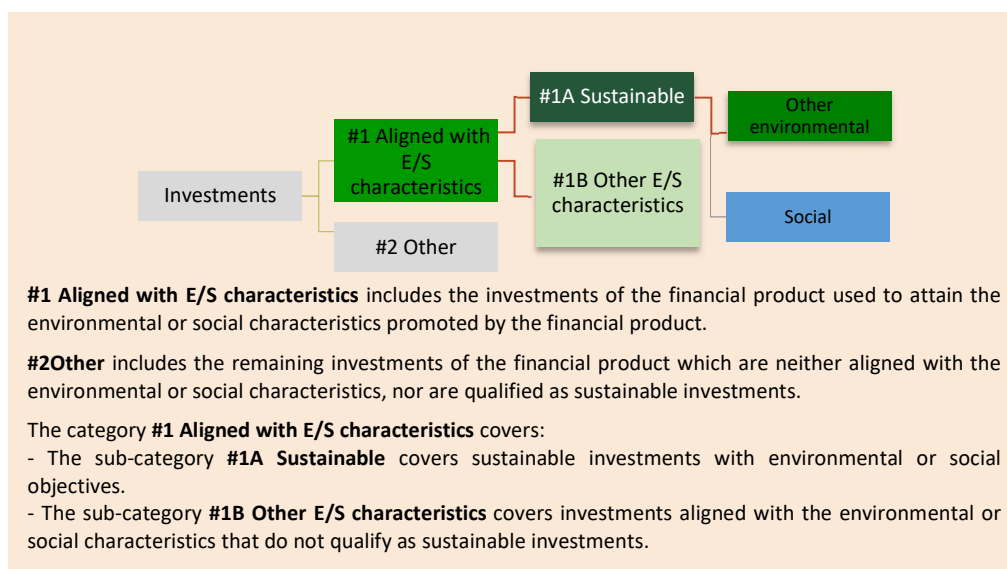 #1A Sustainable
Other
environmental
#1 Aligned with
E/S
characteristics
#1B Other E/S
characteristics
Investments
Social
#2 Other
#1 Aligned with E/S characteristics includes the investments of the financial product used to attain the
environmental or social characteristics promoted by the financial product.
#2Other includes the remaining investments of the financial product which are neither aligned with the
environmental or social characteristics, nor are qualified as sustainable investments.
The category #1 Aligned with E/S characteristics covers:
- The sub-category #1A Sustainable covers sustainable investments with environmental or social
objectives.
- The sub-category #1B Other E/S characteristics covers investments aligned with the environmental or
social characteristics that do not qualify as sustainable investments.